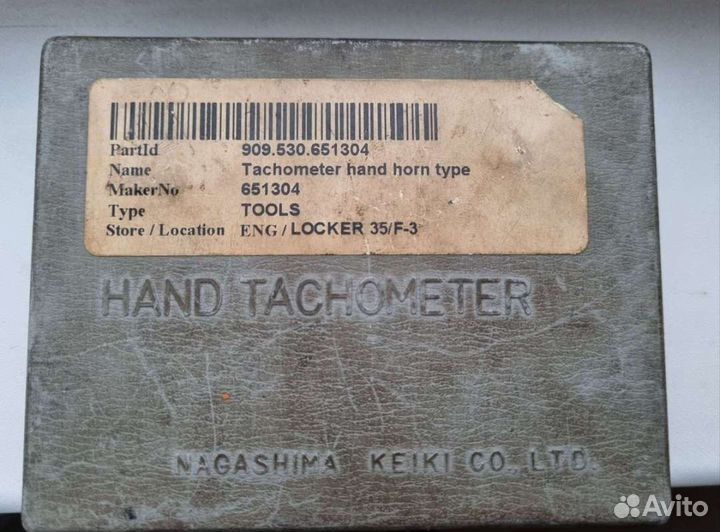 PartId 909.530.651304
Name Tachometer hand horn type
MakerNo 651304
Type TOOLS
Store / Location ENG / LOCKER 35/F-3
HAND TACHOMETER
NAGASHIMA KEIKI CO., LTD.
Avito